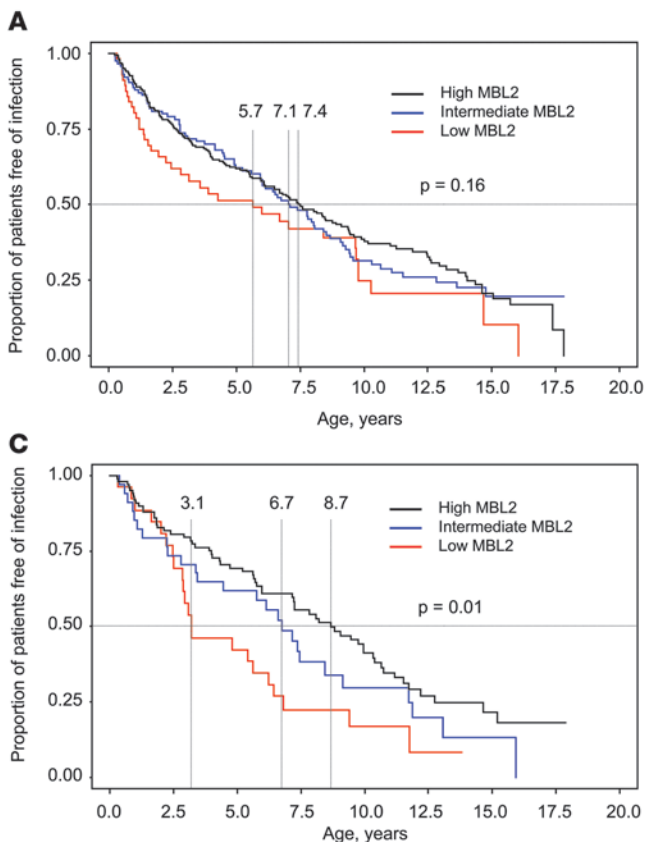 A
Proportion of patients free of infection
1.00
0.75
0.50
0.25
0.00
5.7 7.1 7.4
High MBL2
Intermediate MBL2
Low MBL2
p = 0.16
0.0 2.5 5.0 7.5 10.0 12.5 15.0 17.5 20.0
Age, years
C
Proportion of patients free of infection
1.00
0.75
0.50
0.25
0.00
3.1 6.7 8.7
High MBL2
Intermediate MBL2
Low MBL2
p = 0.01
0.0 2.5 5.0 7.5 10.0 12.5 15.0 17.5 20.0
Age, years